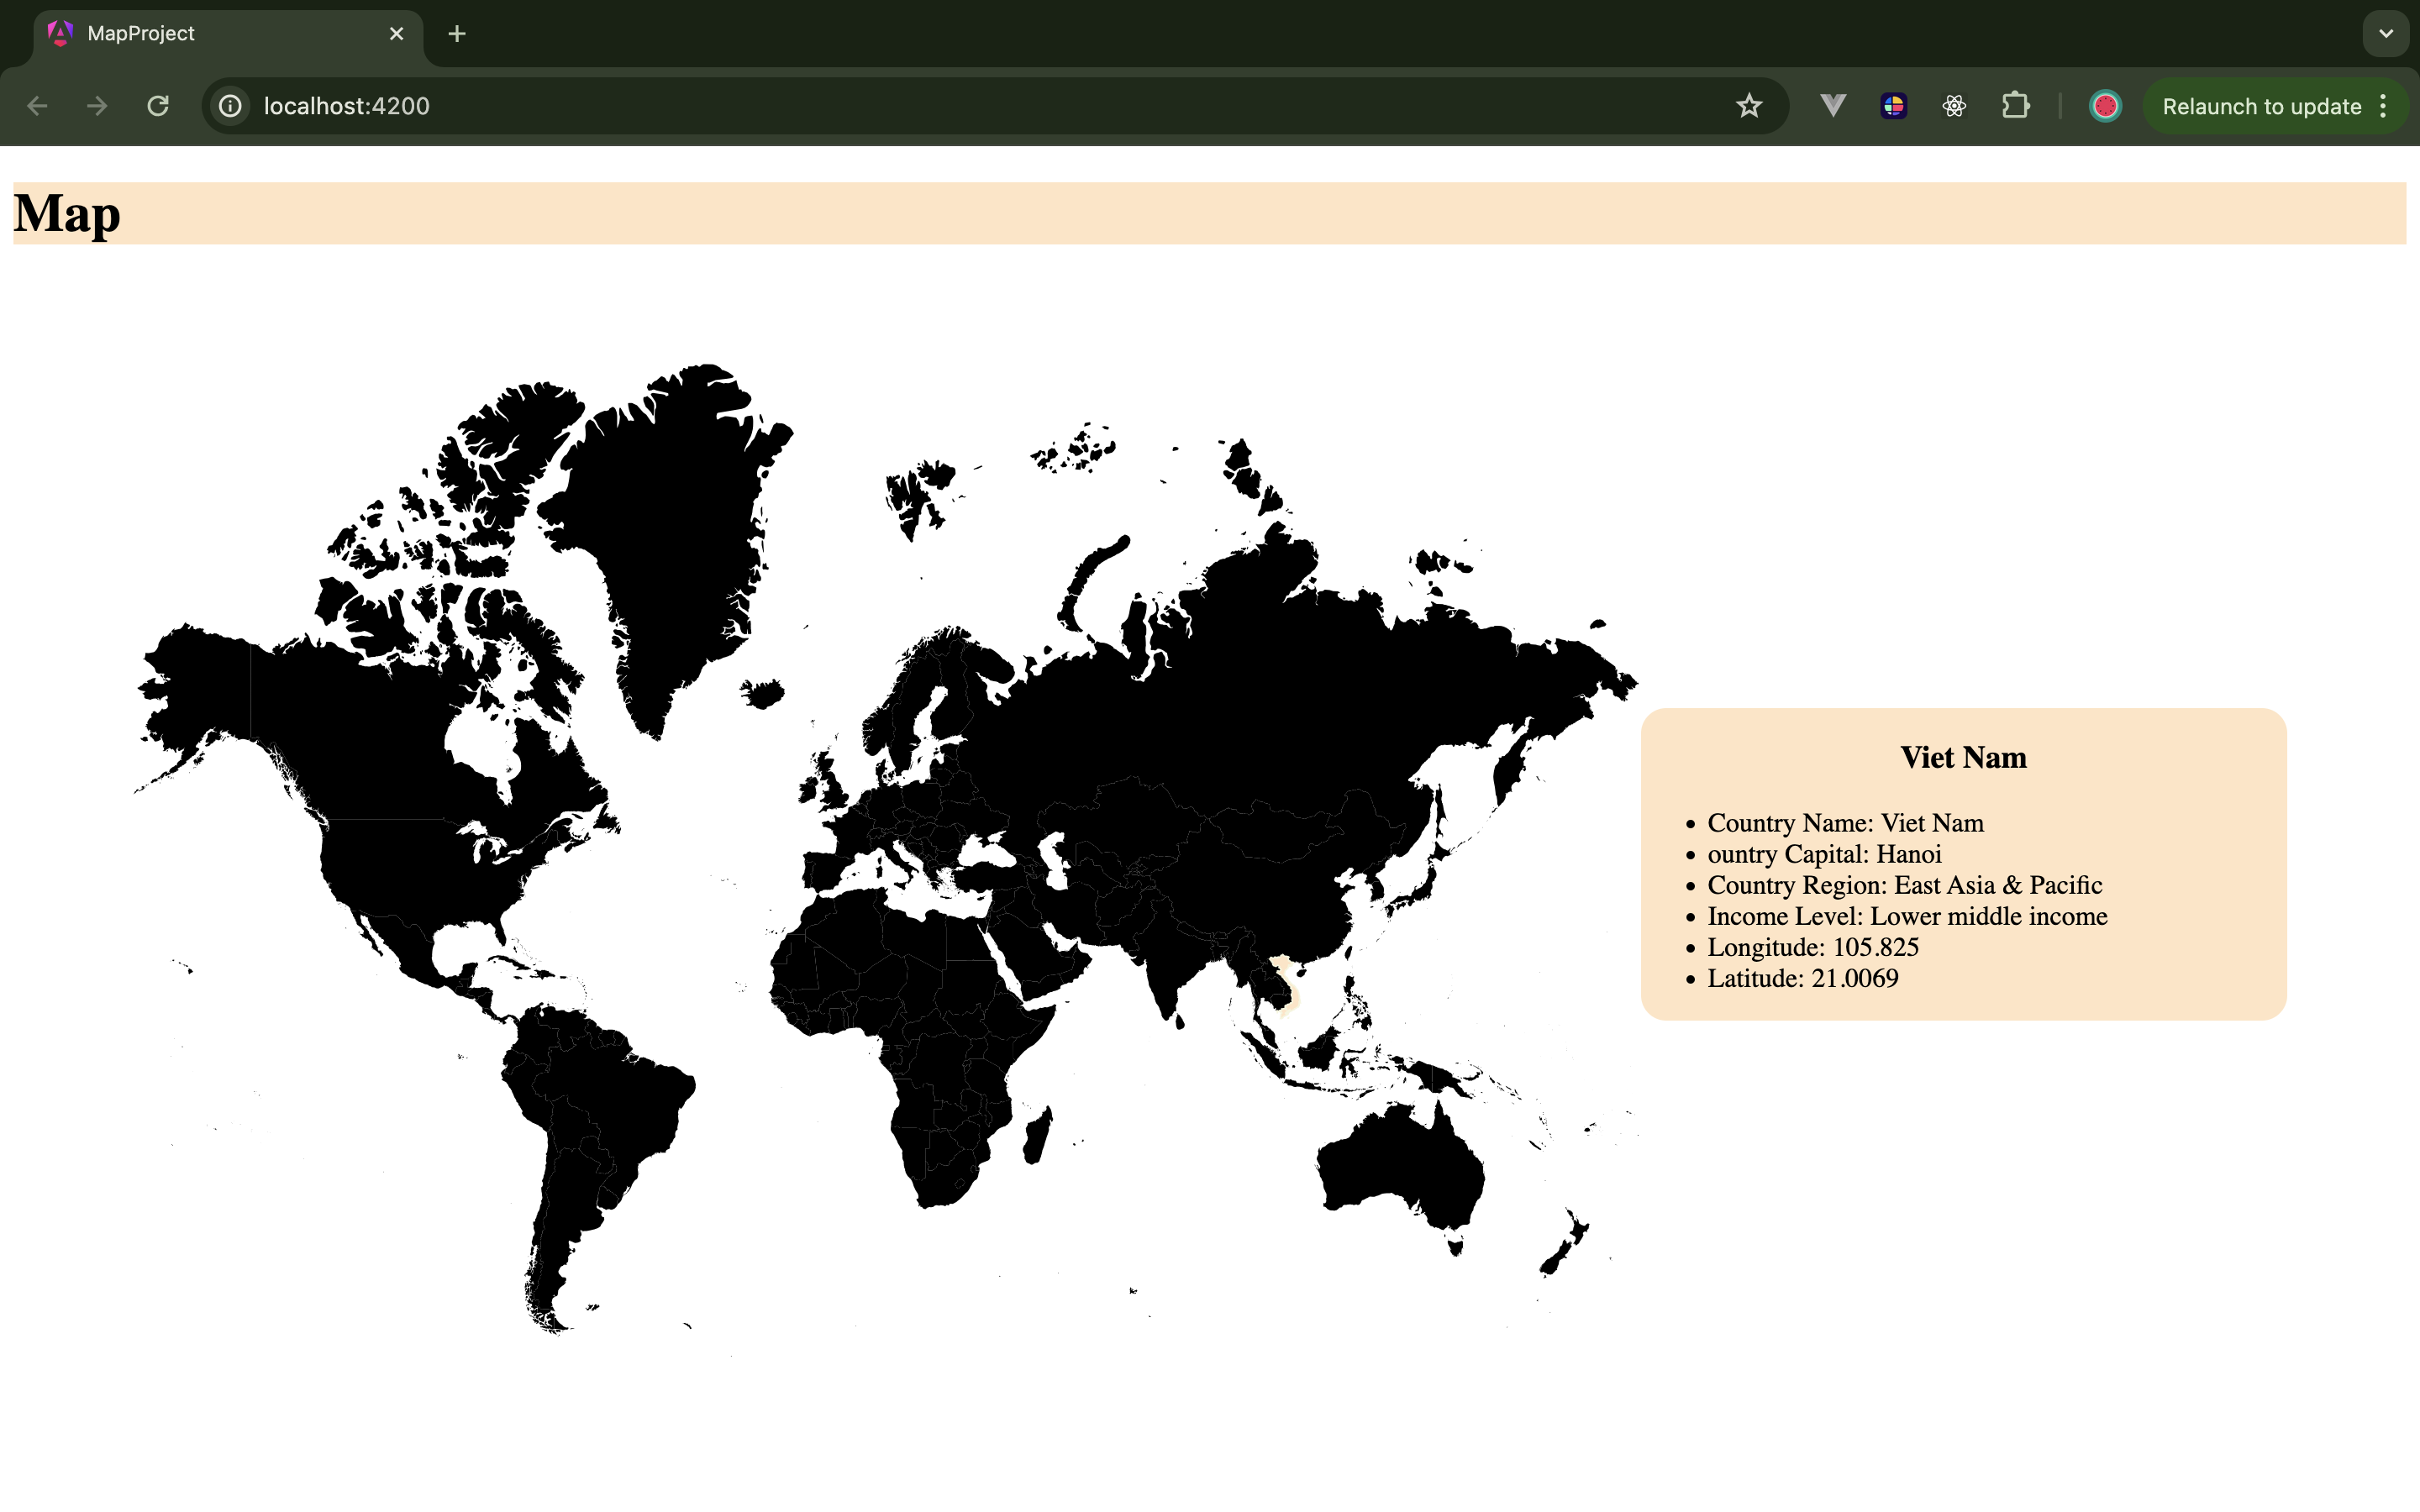 MapProject
localhost:4200
Relaunch to update
Map
Viet Nam
Country Name: Viet Nam
ountry Capital: Hanoi
Country Region: East Asia & Pacific
Income Level: Lower middle income
Longitude: 105.825
Latitude: 21.0069